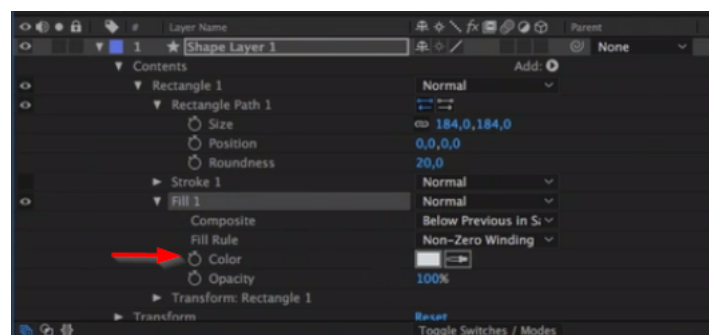 # Layer Name Parent
1 Shape Layer 1 None
Contents Add:
Rectangle 1 Normal
Rectangle Path 1
Size 184,0,184,0
Position 0,0,0,0
Roundness 20,0
Stroke 1 Normal
Fill 1 Normal
Composite Below Previous in Sa
Fill Rule Non-Zero Winding
Color
Opacity 100%
Transform: Rectangle 1
Transform Reset
Toggle Switches / Modes